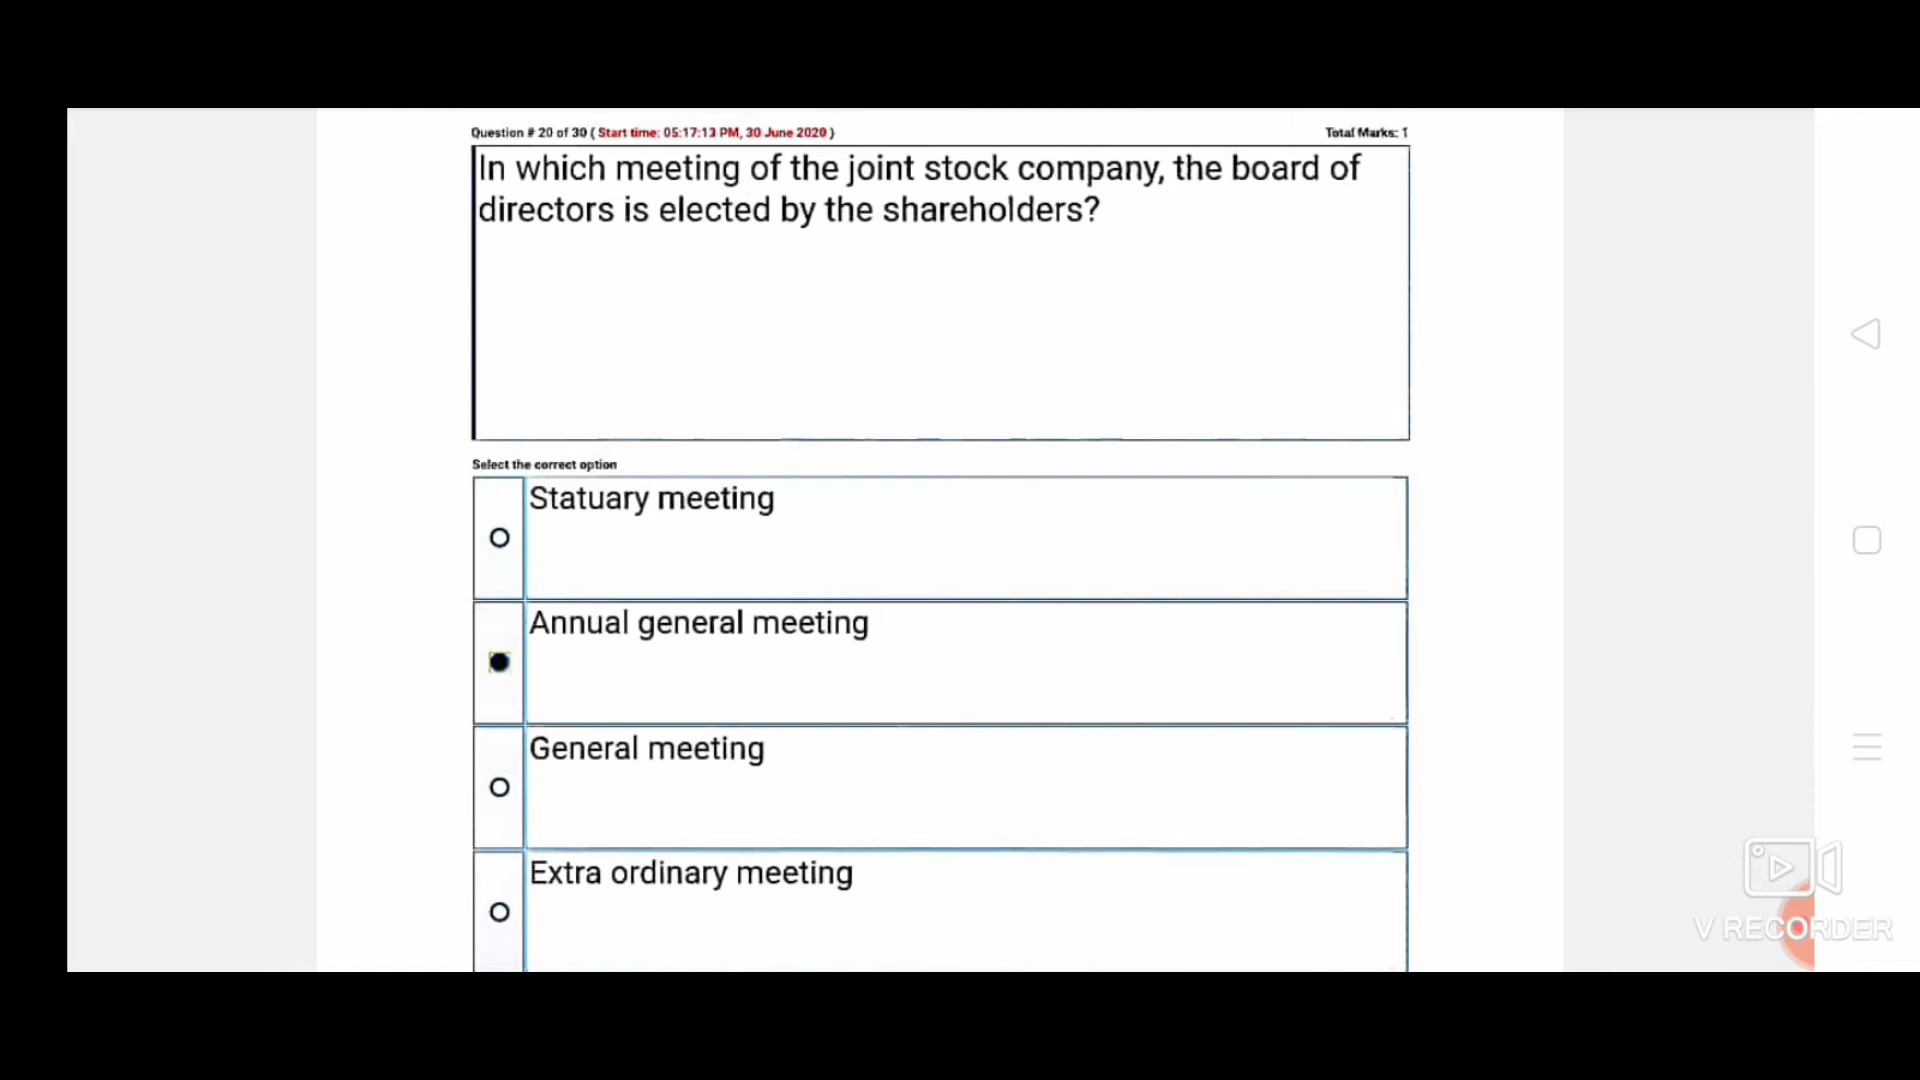 Question # 20 of 30 ( Start time: 05:17:13 PM, 30 June 2020 )
Total Marks: 1
In which meeting of the joint stock company, the board of
directors is elected by the shareholders?
Select the correct option
Statuary meeting
Annual general meeting
General meeting
Extra ordinary meeting
V RECORDER